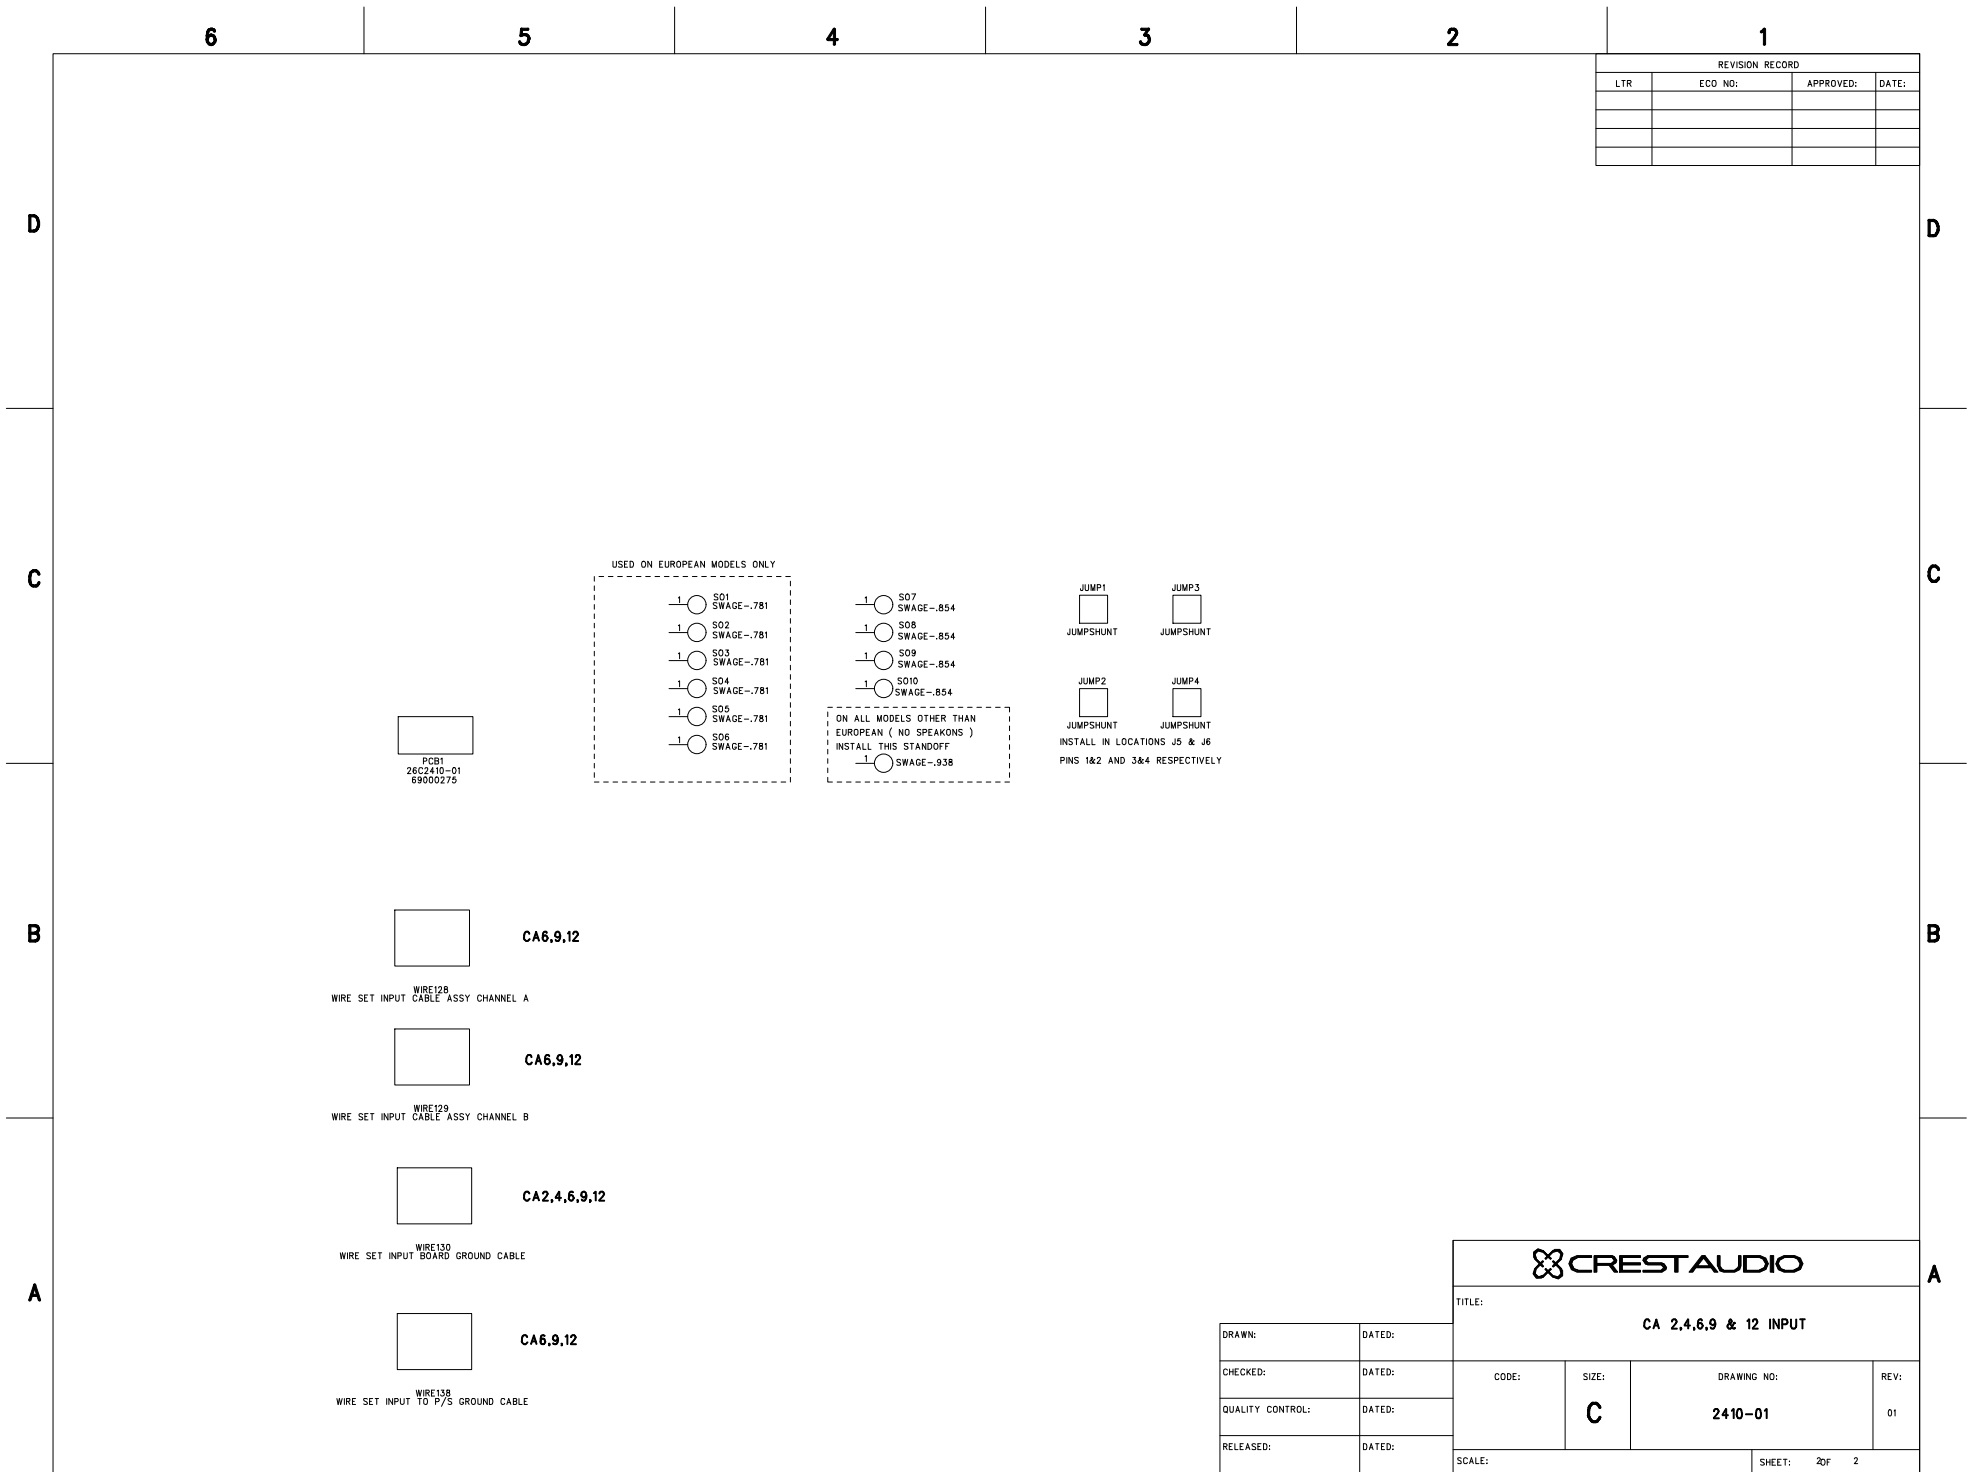 6 5 4 3 2 1
REVISION RECORD
LTR ECO NO: APPROVED: DATE:
D D
C C
USED ON EUROPEAN MODELS ONLY
1 SO1
SWAGE-.781
1 SO2
SWAGE-.781
1 SO3
SWAGE-.781
1 SO4
SWAGE-.781
1 SO5
SWAGE-.781
1 SO6
SWAGE-.781
1 SO7
SWAGE-.854
1 SO8
SWAGE-.854
1 SO9
SWAGE-.854
1 SO10
SWAGE-.854
ON ALL MODELS OTHER THAN
EUROPEAN ( NO SPEAKONS )
INSTALL THIS STANDOFF
1 SWAGE-.938
JUMP1
JUMPSHUNT
JUMP3
JUMPSHUNT
JUMP2
JUMPSHUNT
JUMP4
JUMPSHUNT
INSTALL IN LOCATIONS J5 & J6
PINS 1&2 AND 3&4 RESPECTIVELY
PCB1
26C2410-01
69000275
B B
CA6,9,12
WIRE128
WIRE SET INPUT CABLE ASSY CHANNEL A
CA6,9,12
WIRE129
WIRE SET INPUT CABLE ASSY CHANNEL B
CA2,4,6,9,12
WIRE130
WIRE SET INPUT BOARD GROUND CABLE
A A
CA6,9,12
WIRE138
WIRE SET INPUT TO P/S GROUND CABLE
CREST AUDIO
TITLE:
CA 2,4,6,9 & 12 INPUT
DRAWN: DATED:
CHECKED: DATED:
QUALITY CONTROL: DATED:
RELEASED: DATED:
CODE: SIZE: DRAWING NO: REV:
C 2410-01 01
SCALE: SHEET: 2OF 2